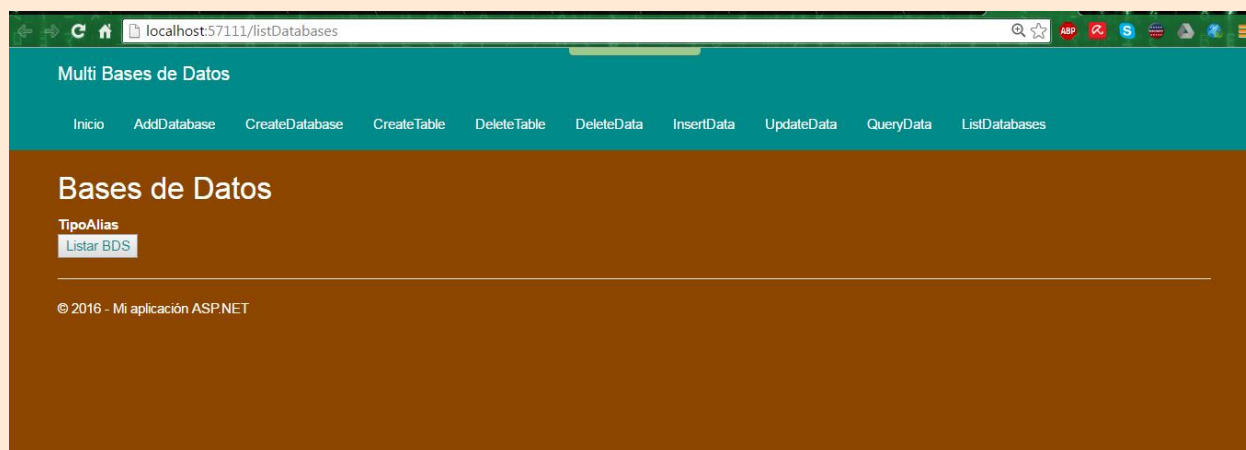 localhost:57111/listDatabases
ABP
S
Multi Bases de Datos
Inicio AddDatabase CreateDatabase CreateTable DeleteTable DeleteData InsertData UpdateData QueryData ListDatabases
Bases de Datos
TipoAlias
Listar BDS
© 2016 - Mi aplicación ASP.NET